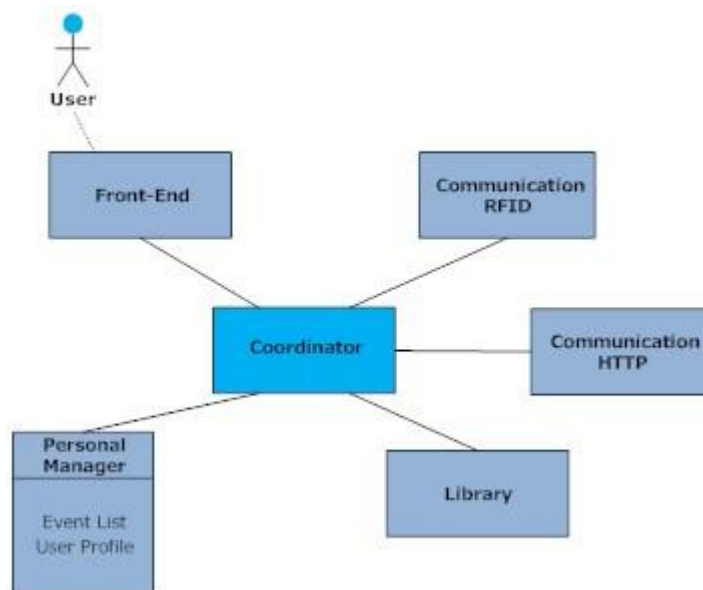 User
Front-End
Communication
RFID
Coordinator
Communication
HTTP
Personal
Manager
Event List
User Profile
Library